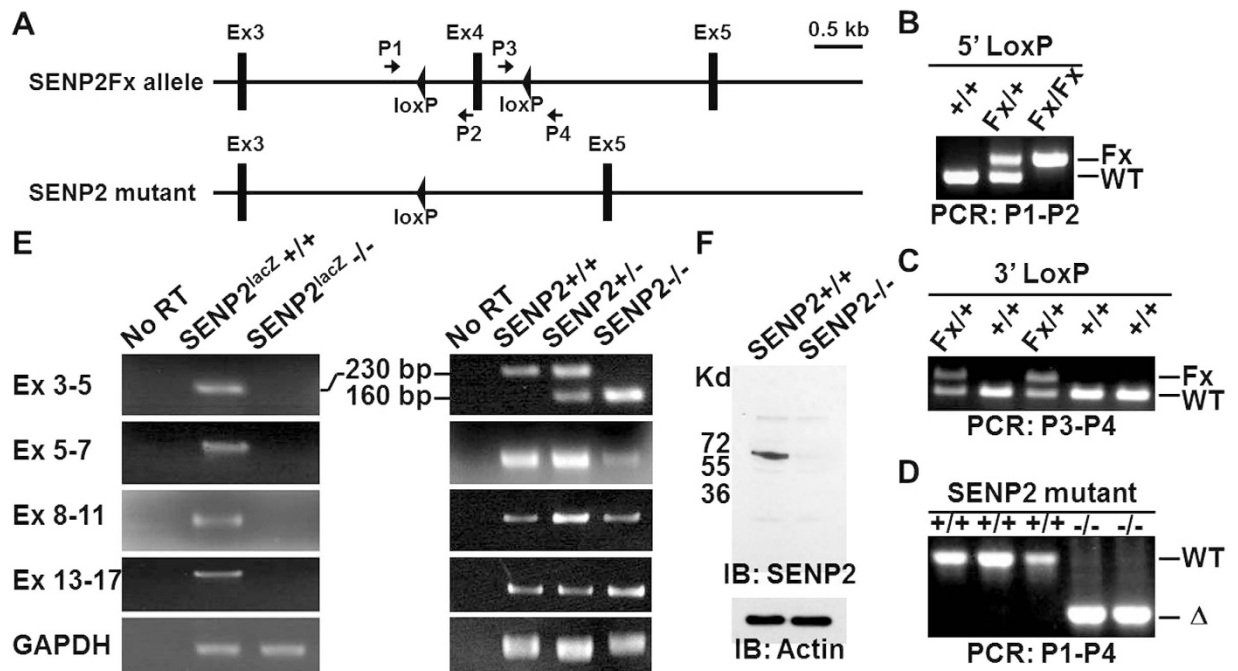 A
Ex3
P1
Ex4
P3
Ex5
0.5 kb
SENP2Fx allele
loxP
loxP
P2
P4
Ex3
Ex5
SENP2 mutant
loxP
B
5’ LoxP
+/+
Fx/+
Fx/Fx
Fx
WT
PCR: P1-P2
C
3’ LoxP
Fx/+
+/+
Fx/+
+/+
+/+
Fx
WT
PCR: P3-P4
D
SENP2 mutant
+/+ +/+ +/+ -/- -/-
WT
Δ
PCR: P1-P4
E
No RT
SENP2lacZ +/+
SENP2lacZ -/-
No RT
SENP2+/+
SENP2+/-
SENP2-/-
Ex 3-5
230 bp
160 bp
Ex 5-7
Ex 8-11
Ex 13-17
GAPDH
F
SENP2+/+
SENP2-/-
Kd
72
55
36
IB: SENP2
IB: Actin